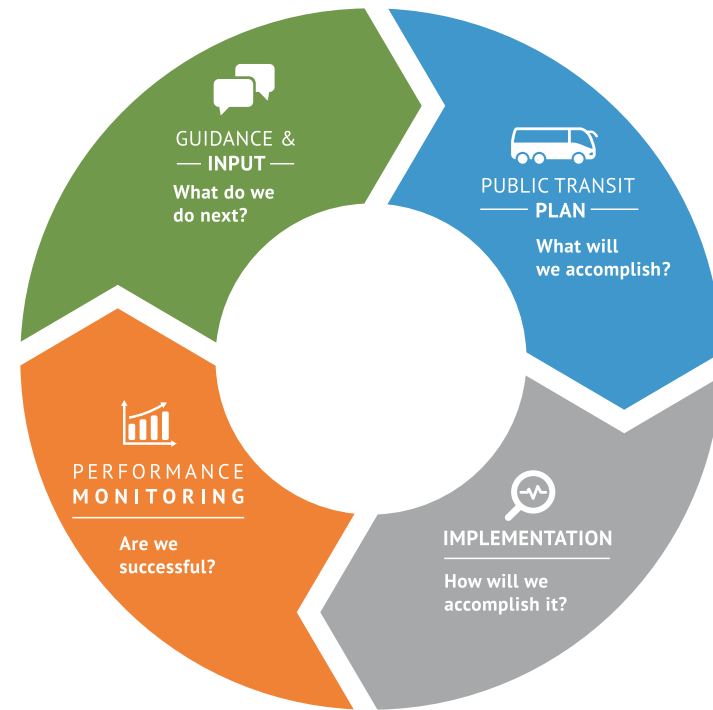 GUIDANCE &
INPUT
What do we
do next?
PUBLIC TRANSIT
PLAN
What will
we accomplish?
IMPLEMENTATION
How will we
accomplish it?
PERFORMANCE
MONITORING
Are we
successful?